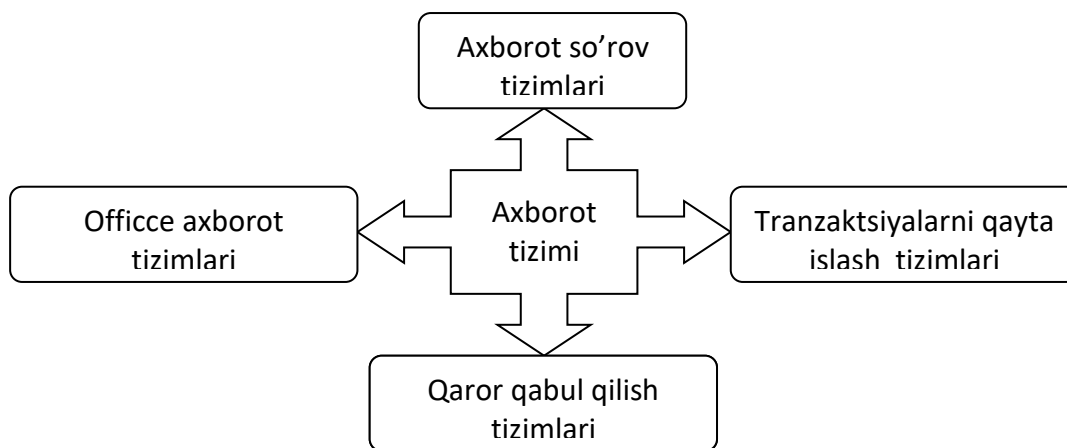 Axborot so’rov
tizimlari
Officce axborot
tizimlari
Axborot
tizimi
Tranzaktsiyalarni qayta
islash tizimlari
Qaror qabul qilish
tizimlari